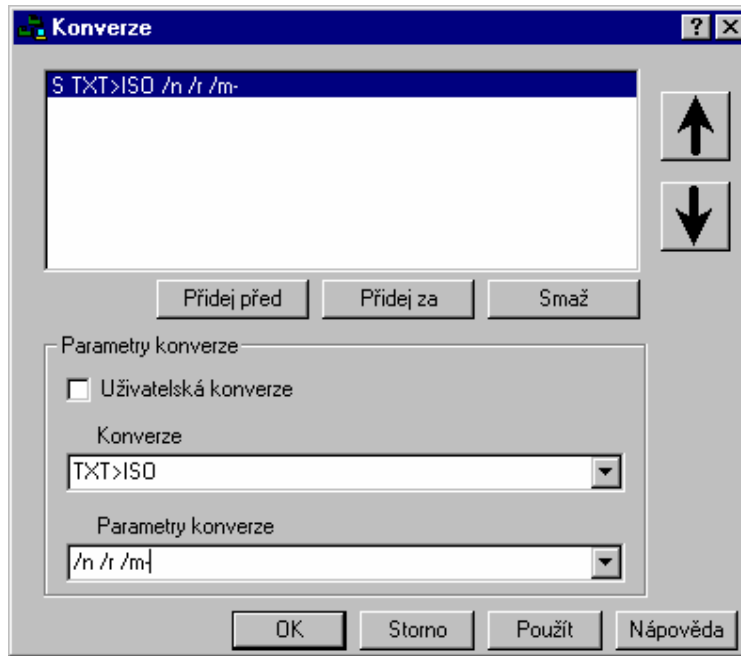 Konverze
S TXT>ISO /n /r /m-
Přidej před Přidej za Smaž
Parametry konverze
Uživatelská konverze
Konverze
TXT>ISO
Parametry konverze
/n /r /m-
OK Storno Použít Nápověda